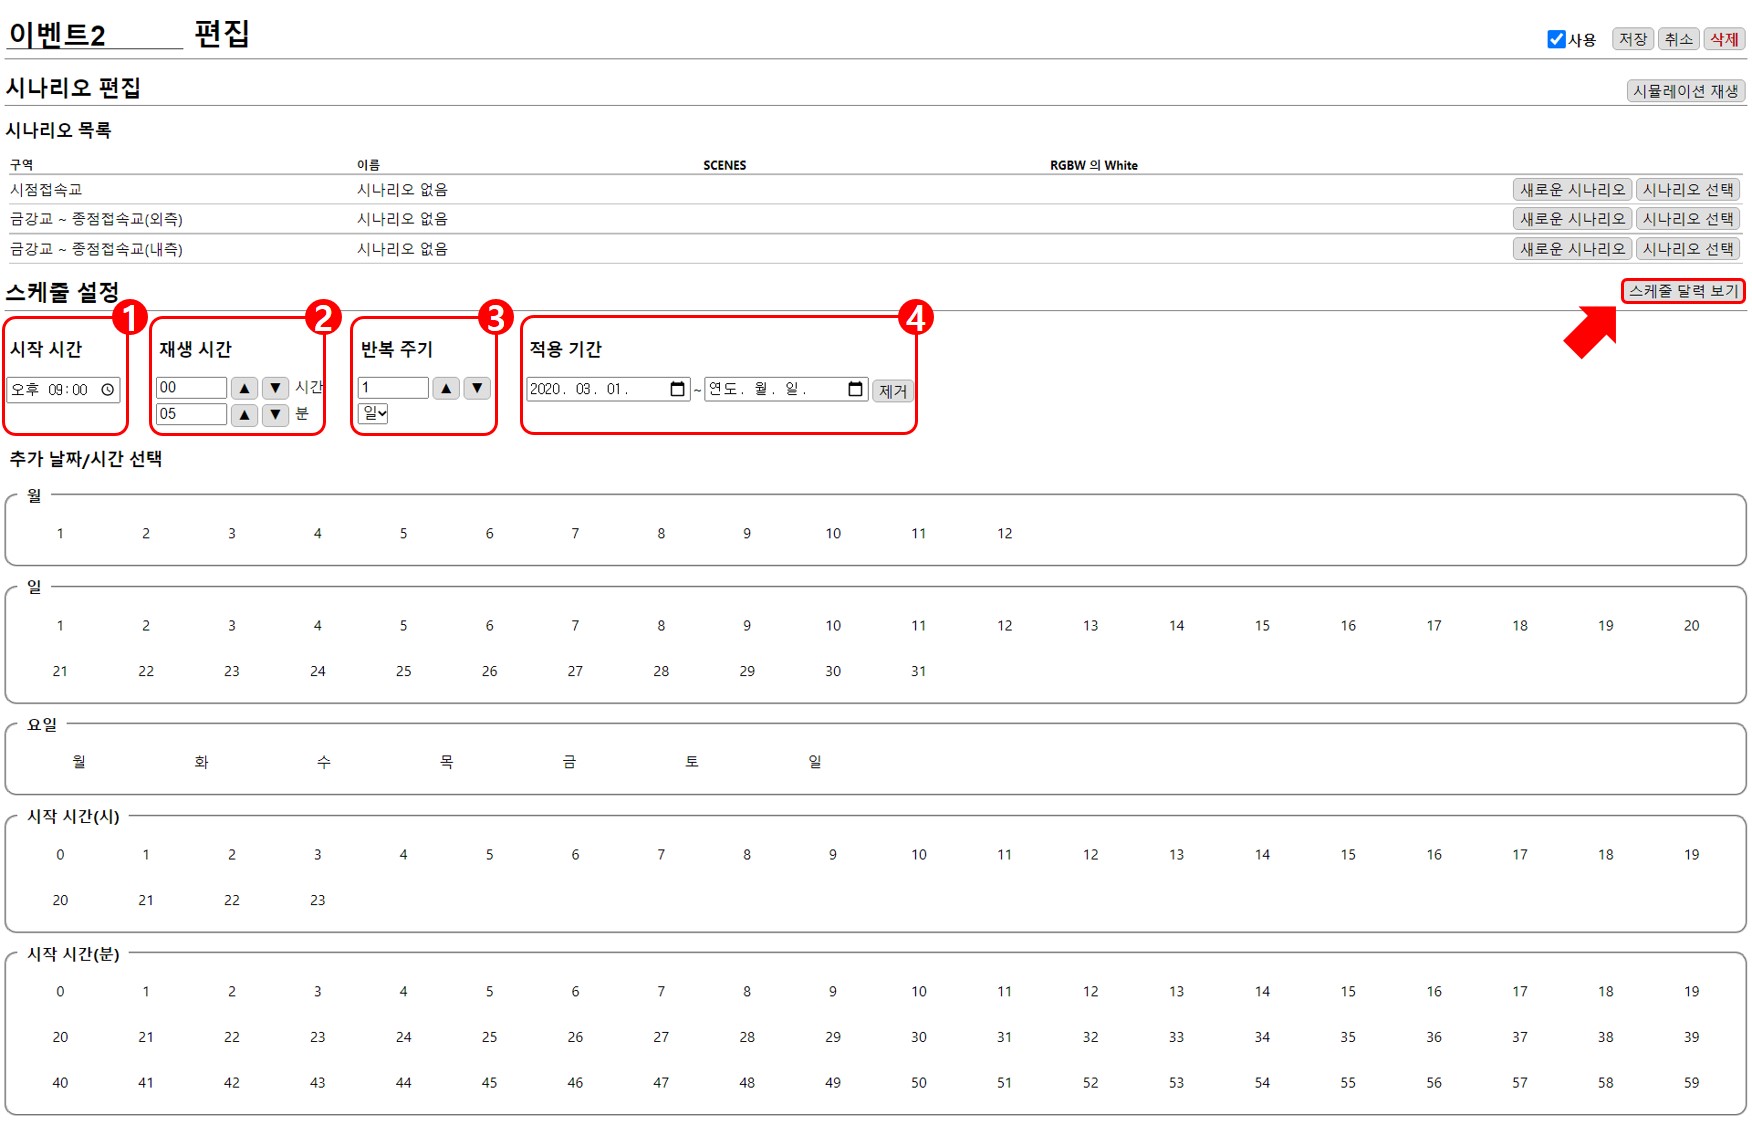 이벤트2 편집
사용 저장 취소 삭제
시나리오 편집
시뮬레이션 재생
시나리오 목록
구역 이름 SCENES RGBW 의 White
시점접속교 시나리오 없음 새로운 시나리오 시나리오 선택
금강교 ~ 종점접속교(외측) 시나리오 없음 새로운 시나리오 시나리오 선택
금강교 ~ 종점접속교(내측) 시나리오 없음 새로운 시나리오 시나리오 선택
스케줄 설정
스케줄 달력 보기
1 2 3 4
시작 시간 재생 시간 반복 주기 적용 기간
오후 09:00 00 ▲ ▼ 시간 1 ▲ ▼ 2020. 03. 01. ~ 연도. 월. 일. 제거
05 ▲ ▼ 분 일
추가 날짜/시간 선택
월
1 2 3 4 5 6 7 8 9 10 11 12
일
1 2 3 4 5 6 7 8 9 10 11 12 13 14 15 16 17 18 19 20
21 22 23 24 25 26 27 28 29 30 31
요일
월 화 수 목 금 토 일
시작 시간(시)
0 1 2 3 4 5 6 7 8 9 10 11 12 13 14 15 16 17 18 19
20 21 22 23
시작 시간(분)
0 1 2 3 4 5 6 7 8 9 10 11 12 13 14 15 16 17 18 19
20 21 22 23 24 25 26 27 28 29 30 31 32 33 34 35 36 37 38 39
40 41 42 43 44 45 46 47 48 49 50 51 52 53 54 55 56 57 58 59